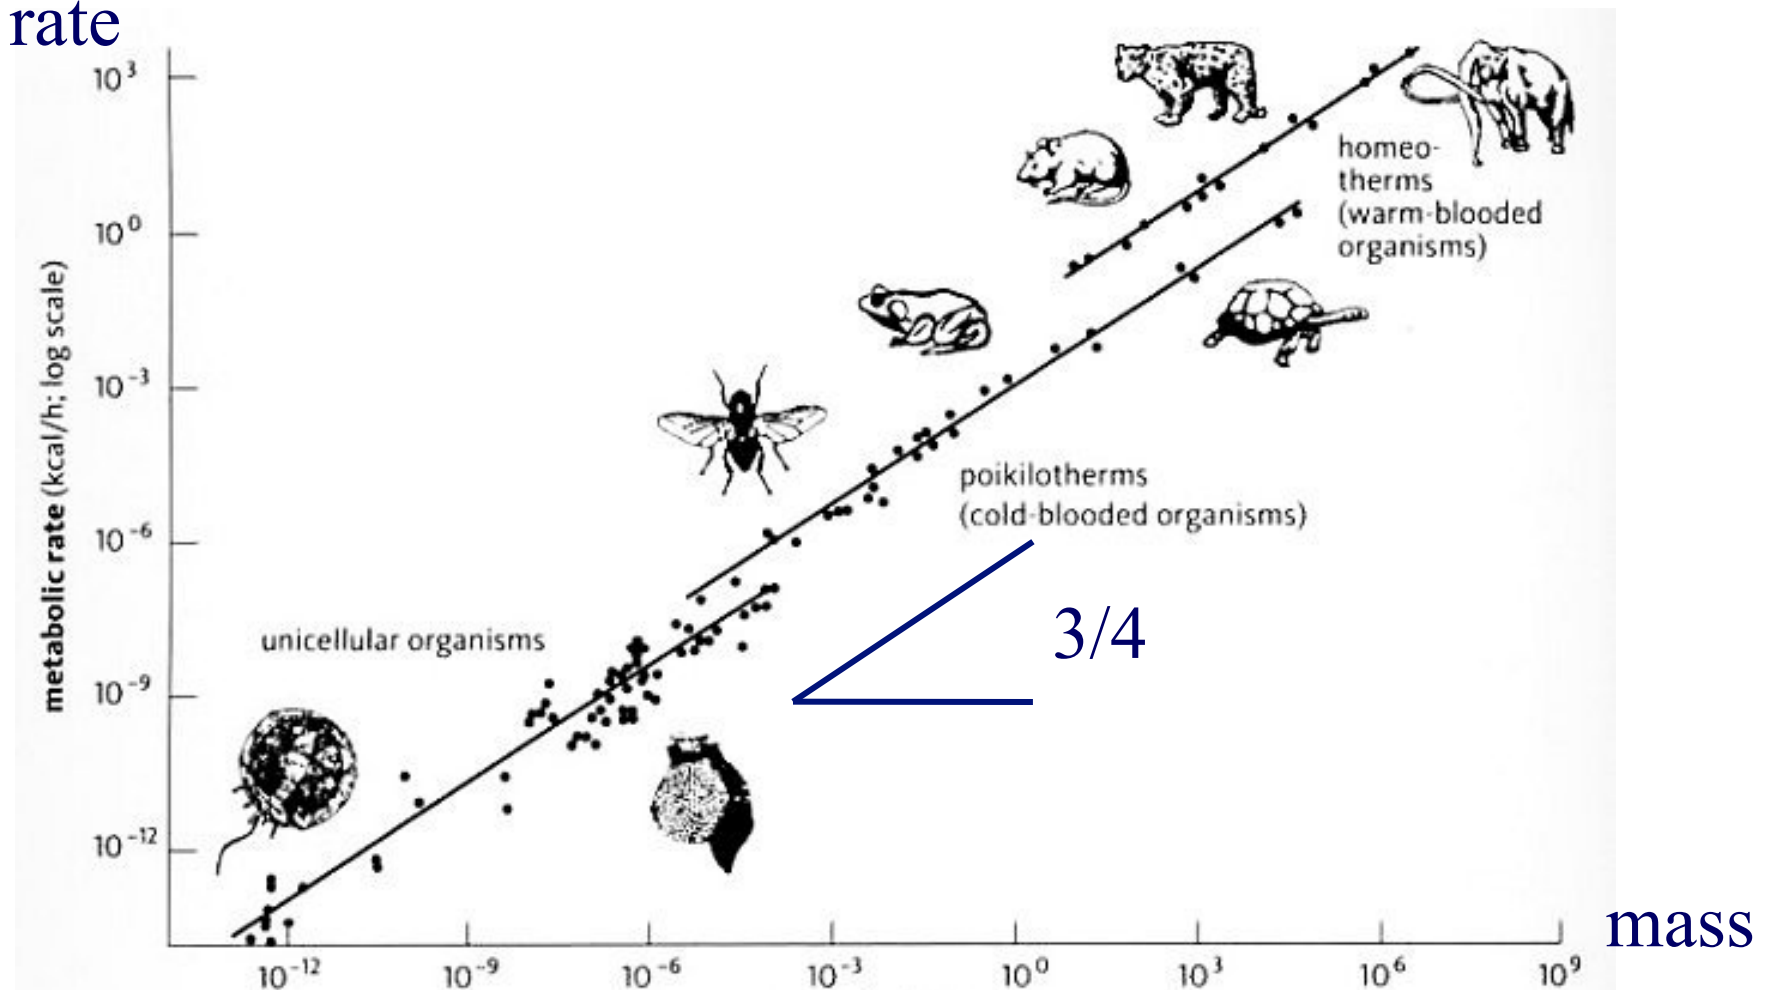 rate
10³
10⁰
10⁻³
10⁻⁶
10⁻⁹
10⁻¹²
metabolic rate (kcal/h; log scale)
homeo-
therms
(warm-blooded
organisms)
poikilotherms
(cold-blooded organisms)
3/4
unicellular organisms
mass
10⁻¹² 10⁻⁹ 10⁻⁶ 10⁻³ 10⁰ 10³ 10⁶ 10⁹